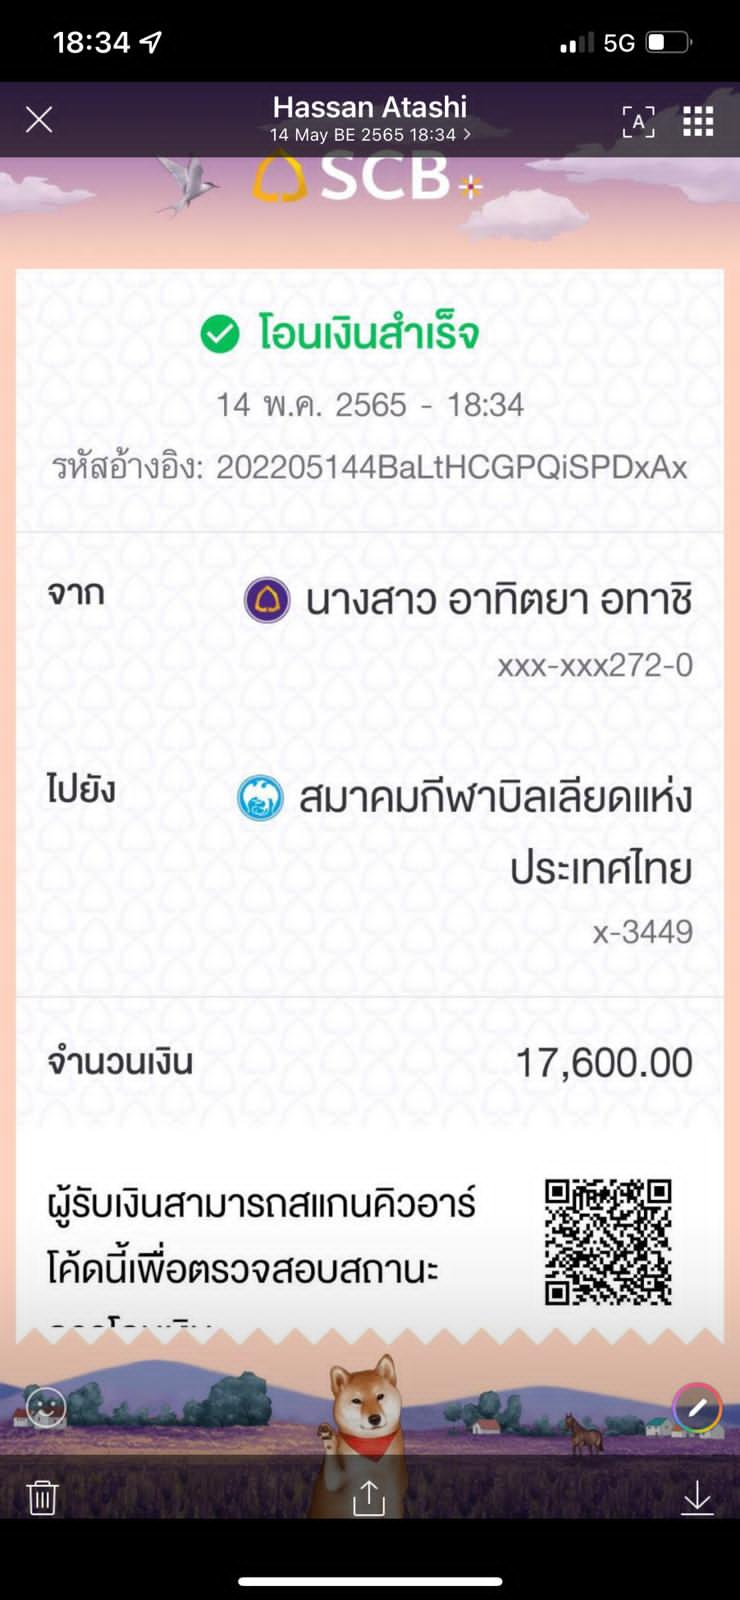 18:34
5G
Hassan Atashi
14 May BE 2565 18:34 >
A
SCB
โอนเงินสำเร็จ
14 พ.ค. 2565 - 18:34
รหัสอ้างอิง: 202205144BaLtHCGPQiSPDxAx
จาก นางสาว อาทิตยา อทาชิ
xxx-xxx272-0
ไปยัง สมาคมกีฬาบิลเลียดแห่ง
ประเทศไทย
x-3449
จำนวนเงิน 17,600.00
ผู้รับเงินสามารถสแกนคิวอาร์
โค้ดนี้เพื่อตรวจสอบสถานะ